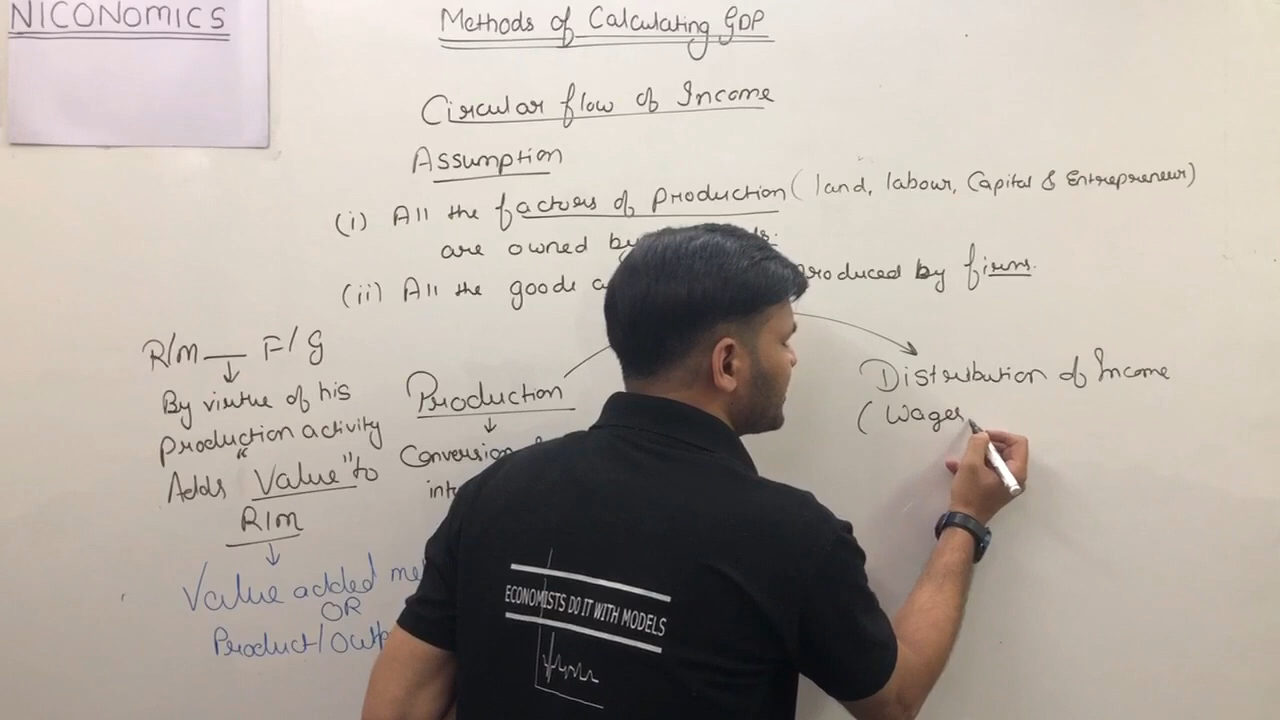 NICONOMICS
Methods of Calculating GDP
Circular flow of Income
Assumption
(i) All the factors of Production (land, labour, Capital & Entrepreneur)
are owned by
(ii) All the goods produced by firms.
R/m F/G
By virtue of his
Production activity
Adds "Value" to
R/m
Value added
OR
Product/Outp
Production
Conversion
int
Distribution of Income
(Wages
ECONOMISTS DO IT WITH MODELS